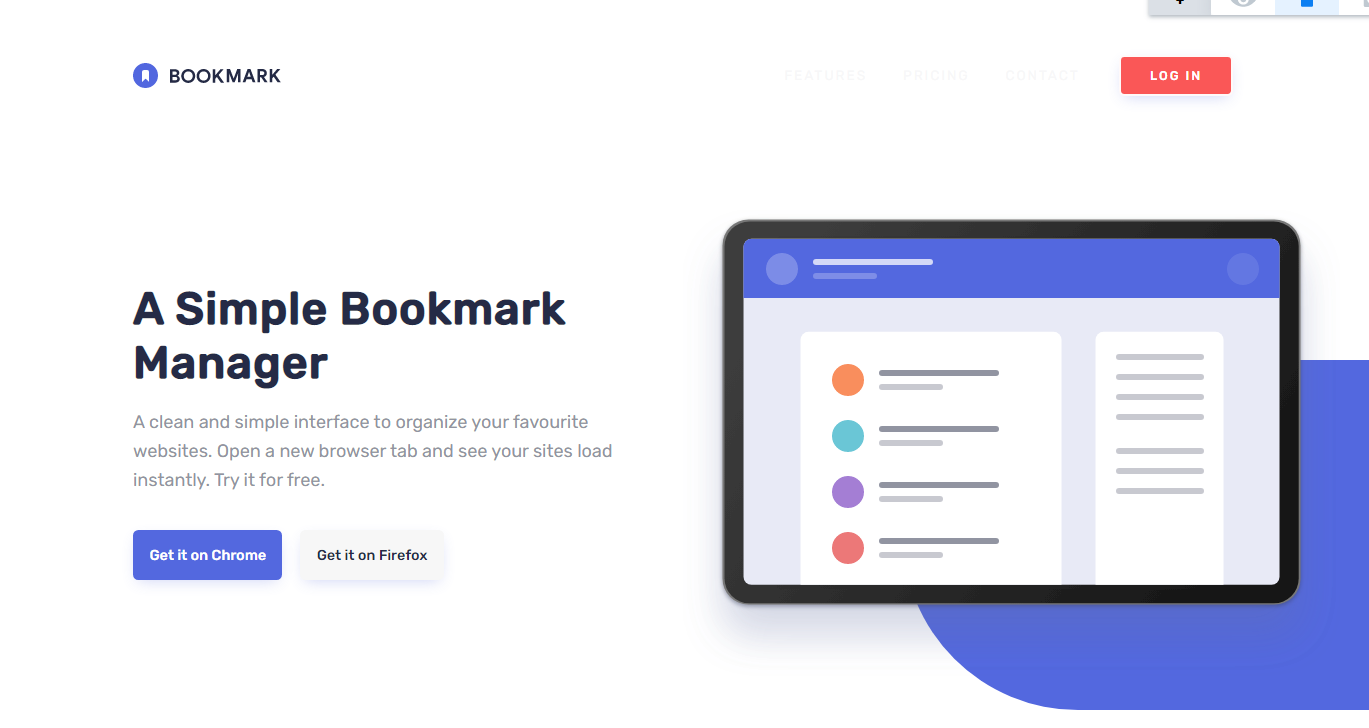 BOOKMARK
FEATURES PRICING CONTACT LOG IN
A Simple Bookmark
Manager
A clean and simple interface to organize your favourite
websites. Open a new browser tab and see your sites load
instantly. Try it for free.
Get it on Chrome Get it on Firefox